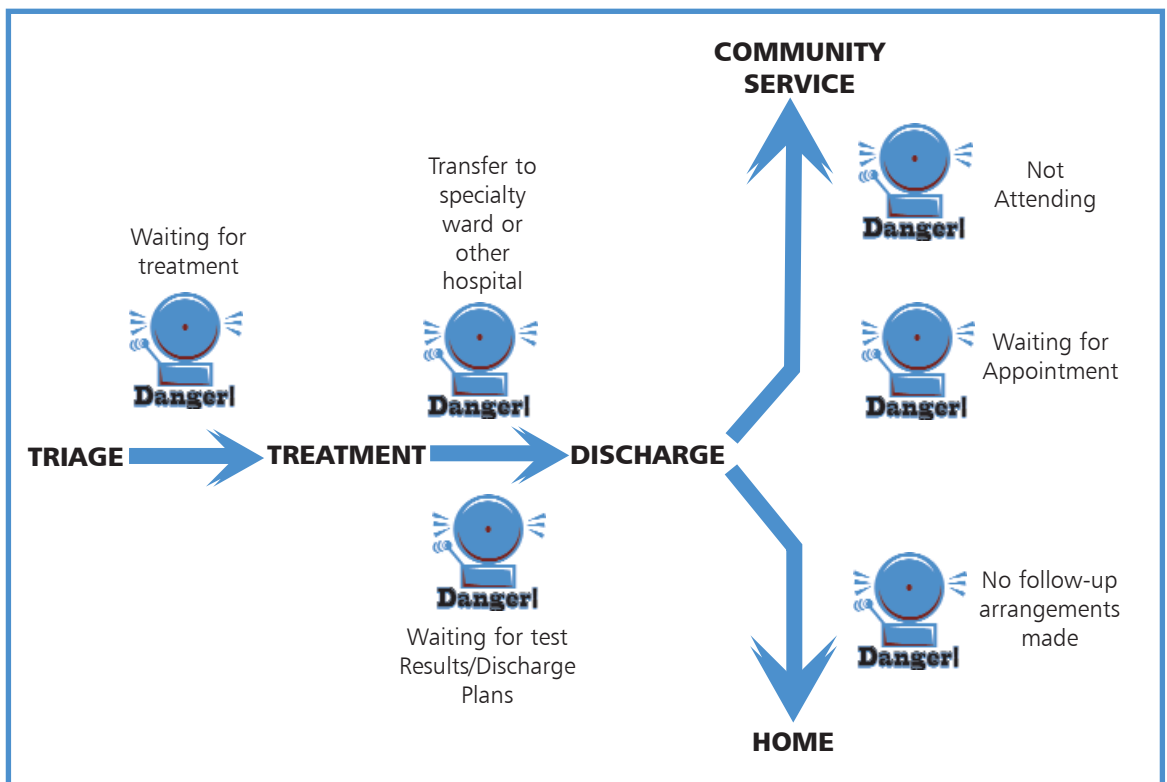 COMMUNITY
SERVICE
Not
Attending
Danger!
Transfer to
specialty
ward or
other
hospital
Waiting for
treatment
Danger!
Danger!
Waiting for
Appointment
Danger!
TRIAGE
TREATMENT
DISCHARGE
Danger!
Waiting for test
Results/Discharge
Plans
No follow-up
arrangements
made
Danger!
HOME